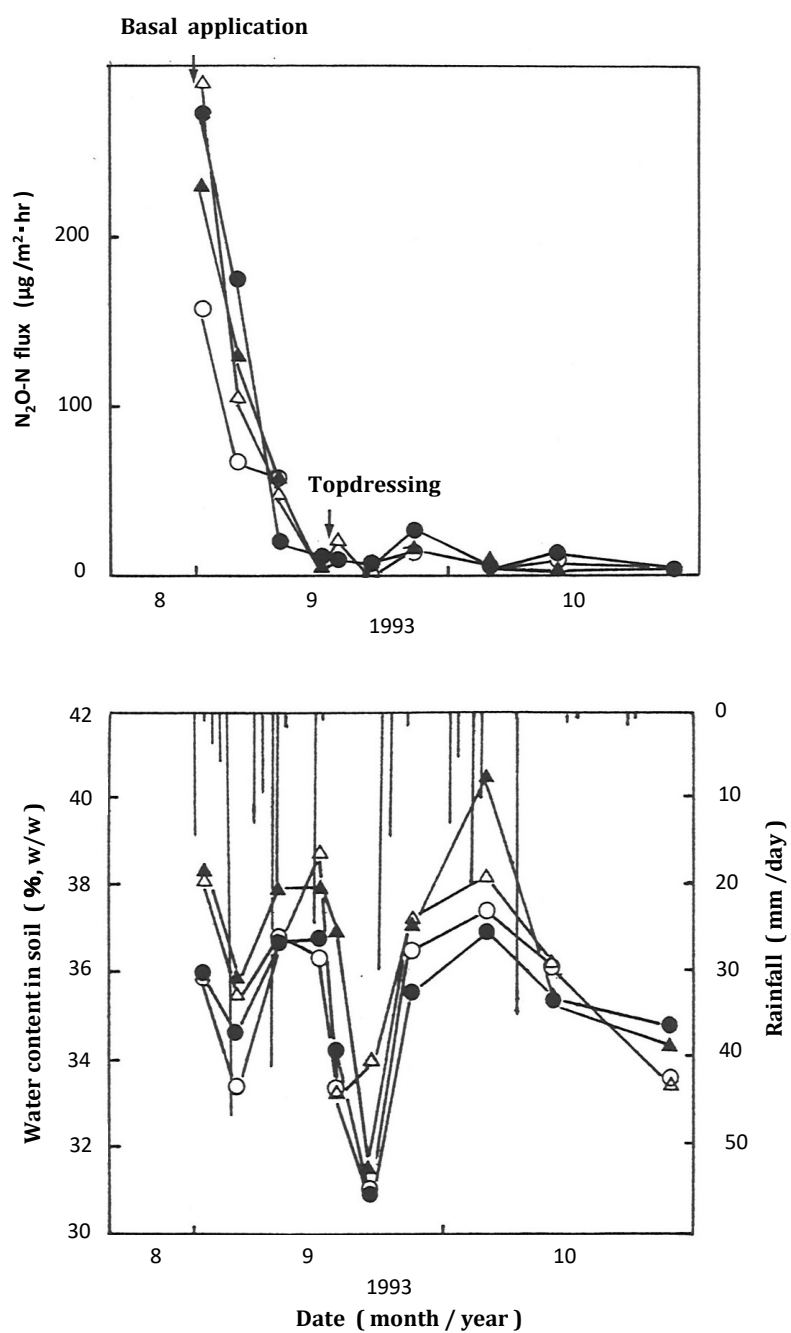 Basal application
N₂O-N flux (µg /m²▪hr)
200
100
0
Topdressing
8 9 10
1993
Water content in soil ( %, w/w)
42
40
38
36
34
32
30
0
10
20
30
40
50
Rainfall ( mm /day )
8 9 10
1993
Date ( month / year )